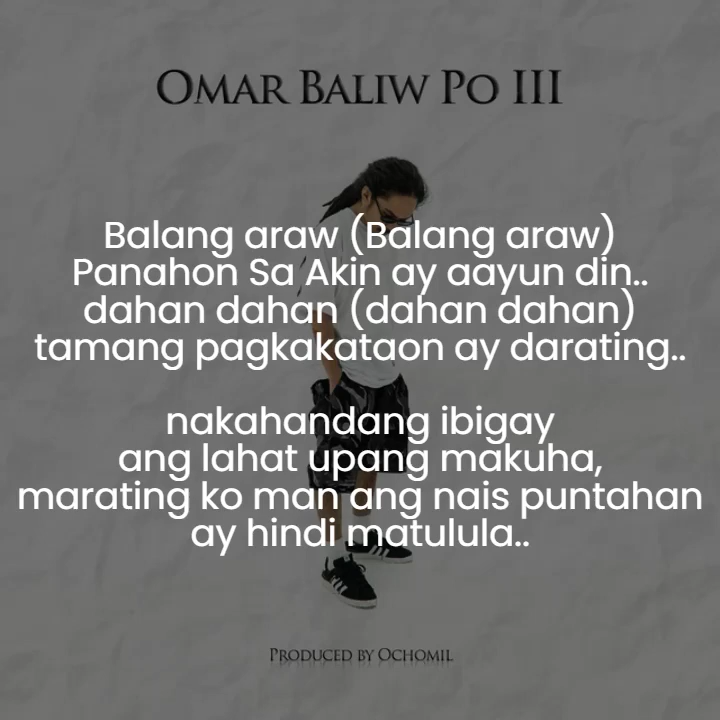 OMAR BALIW PO III
Balang araw (Balang araw)
Panahon Sa Akin ay aayun din..
dahan dahan (dahan dahan)
tamang pagkakataon ay darating..
nakahandang ibigay
ang lahat upang makuha,
marating ko man ang nais puntahan
ay hindi matulula..
PRODUCED BY OCHOMIL